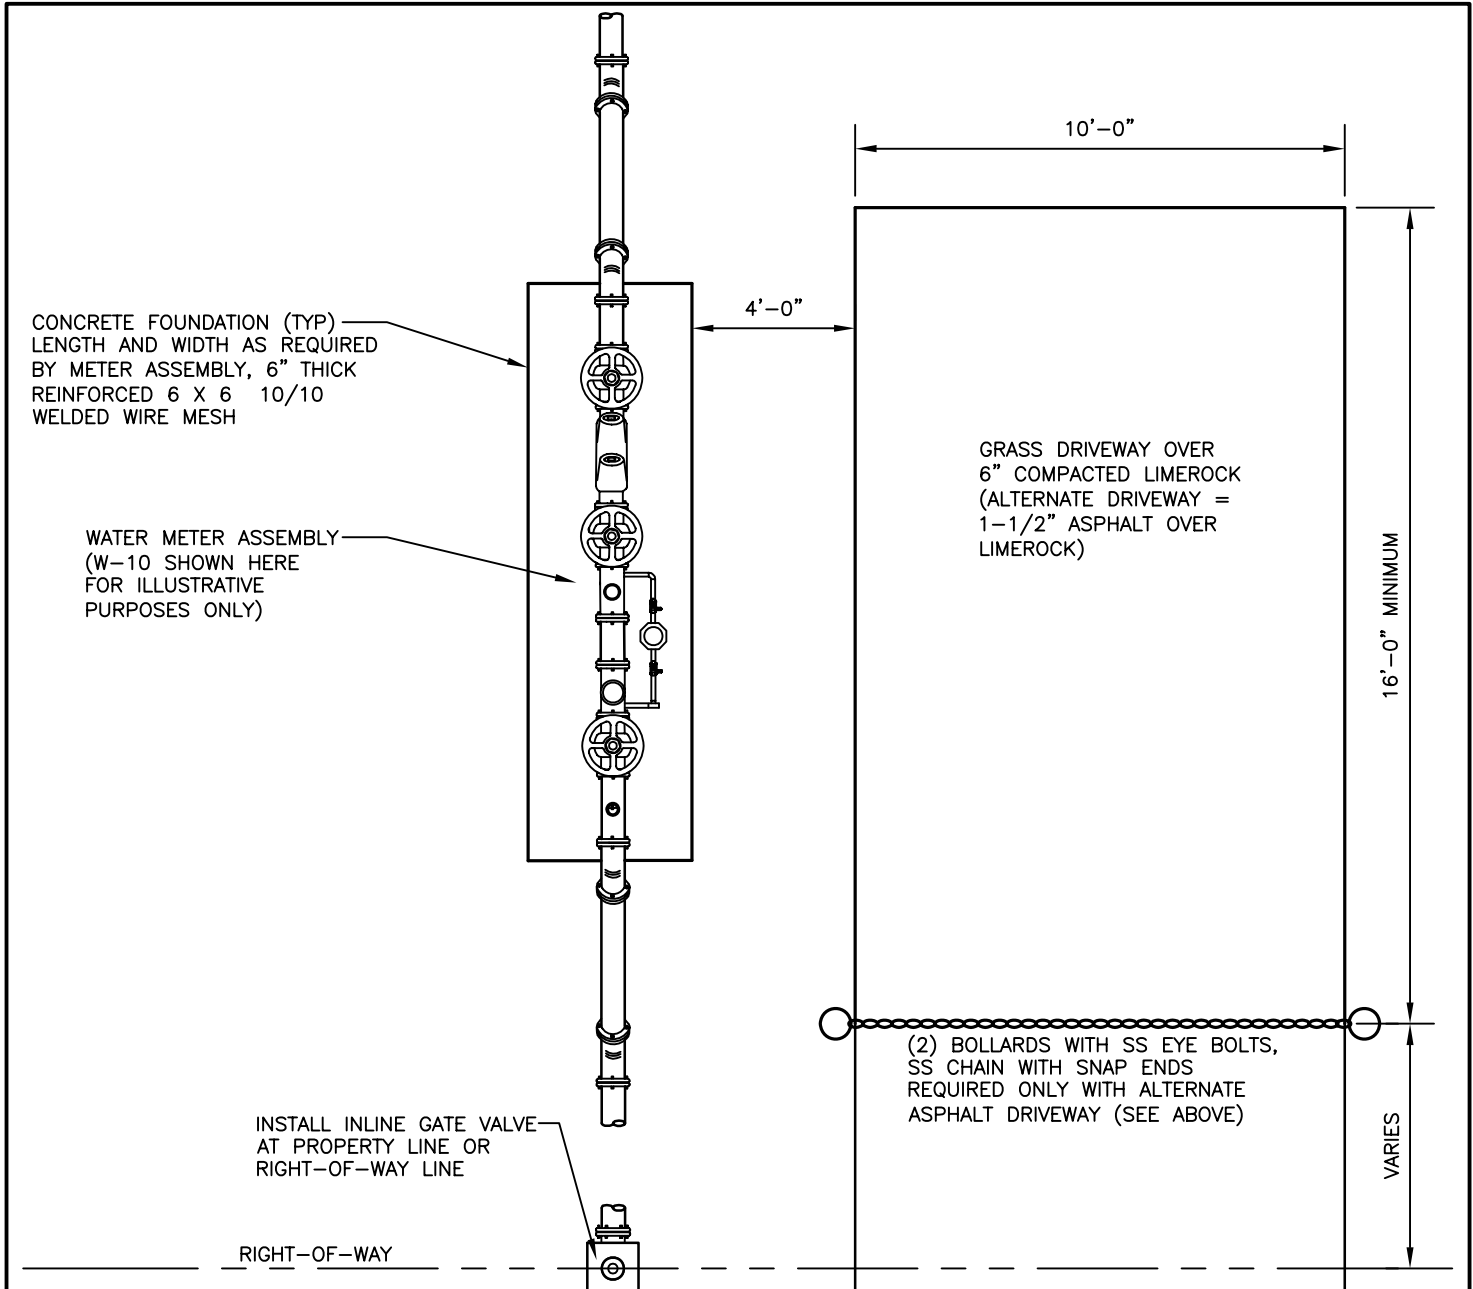 10'-0"
4'-0"
CONCRETE FOUNDATION (TYP)
LENGTH AND WIDTH AS REQUIRED
BY METER ASSEMBLY, 6" THICK
REINFORCED 6 X 6 10/10
WELDED WIRE MESH
GRASS DRIVEWAY OVER
6" COMPACTED LIMEROCK
(ALTERNATE DRIVEWAY =
1-1/2" ASPHALT OVER
LIMEROCK)
WATER METER ASSEMBLY
(W-10 SHOWN HERE
FOR ILLUSTRATIVE
PURPOSES ONLY)
16'-0" MINIMUM
(2) BOLLARDS WITH SS EYE BOLTS,
SS CHAIN WITH SNAP ENDS
REQUIRED ONLY WITH ALTERNATE
ASPHALT DRIVEWAY (SEE ABOVE)
VARIES
INSTALL INLINE GATE VALVE
AT PROPERTY LINE OR
RIGHT-OF-WAY LINE
RIGHT-OF-WAY